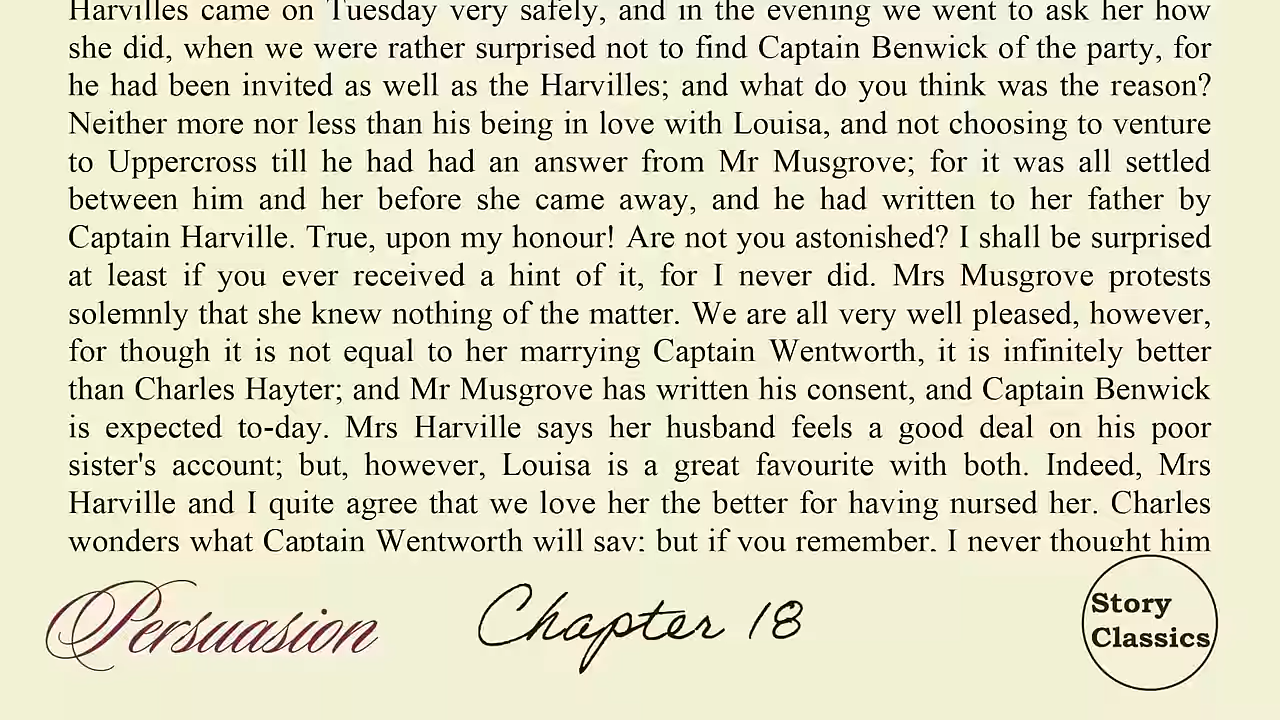 Harvilles came on Tuesday very safely, and in the evening we went to ask her how
she did, when we were rather surprised not to find Captain Benwick of the party, for
he had been invited as well as the Harvilles; and what do you think was the reason?
Neither more nor less than his being in love with Louisa, and not choosing to venture
to Uppercross till he had had an answer from Mr Musgrove; for it was all settled
between him and her before she came away, and he had written to her father by
Captain Harville. True, upon my honour! Are not you astonished? I shall be surprised
at least if you ever received a hint of it, for I never did. Mrs Musgrove protests
solemnly that she knew nothing of the matter. We are all very well pleased, however,
for though it is not equal to her marrying Captain Wentworth, it is infinitely better
than Charles Hayter; and Mr Musgrove has written his consent, and Captain Benwick
is expected to-day. Mrs Harville says her husband feels a good deal on his poor
sister's account; but, however, Louisa is a great favourite with both. Indeed, Mrs
Harville and I quite agree that we love her the better for having nursed her. Charles
wonders what Captain Wentworth will say; but if you remember, I never thought him
Persuasion
Chapter 18
Story
Classics